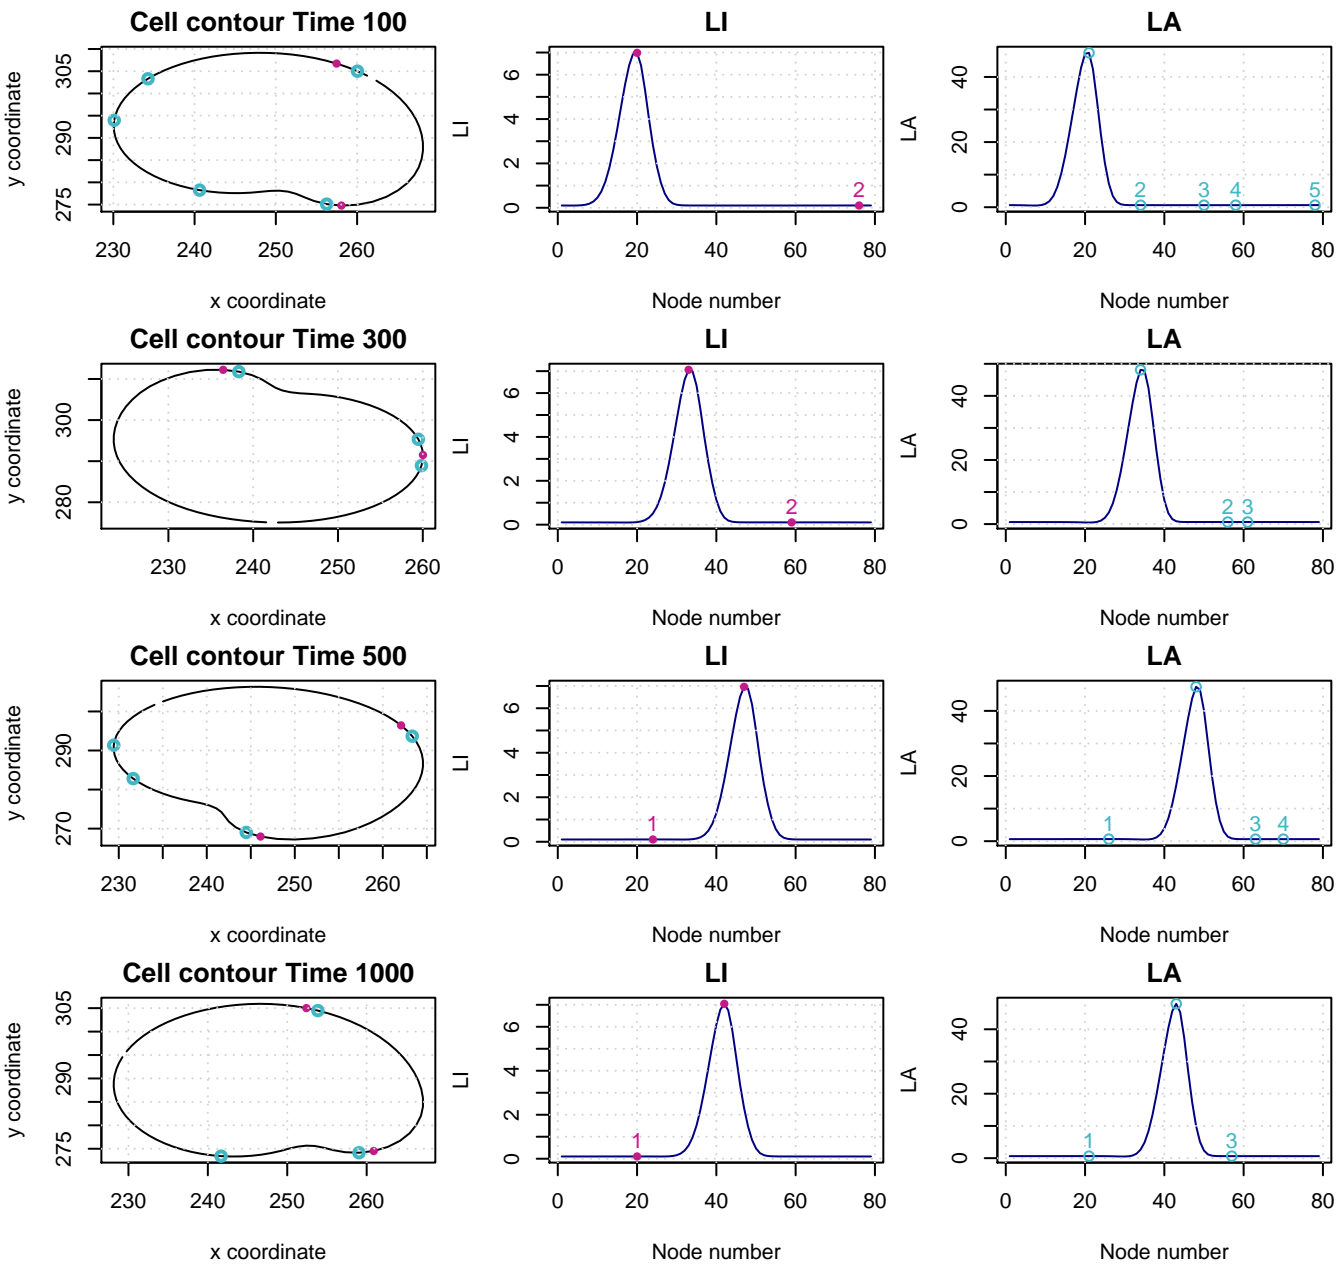 Cell contour Time 100
y coordinate
275 290 305
230 240 250 260
x coordinate
LI
LI
0 2 4 6
2
0 20 40 60 80
Node number
LA
LA
0 20 40
2 3 4 5
0 20 40 60 80
Node number
Cell contour Time 300
y coordinate
280 300
230 240 250 260
x coordinate
LI
LI
0 2 4 6
2
0 20 40 60 80
Node number
LA
LA
0 20 40
2 3
0 20 40 60 80
Node number
Cell contour Time 500
y coordinate
270 290
230 240 250 260
x coordinate
LI
LI
0 2 4 6
1
0 20 40 60 80
Node number
LA
LA
0 20 40
1 3 4
0 20 40 60 80
Node number
Cell contour Time 1000
y coordinate
275 290 305
230 240 250 260
x coordinate
LI
LI
0 2 4 6
1
0 20 40 60 80
Node number
LA
LA
0 20 40
1 3
0 20 40 60 80
Node number